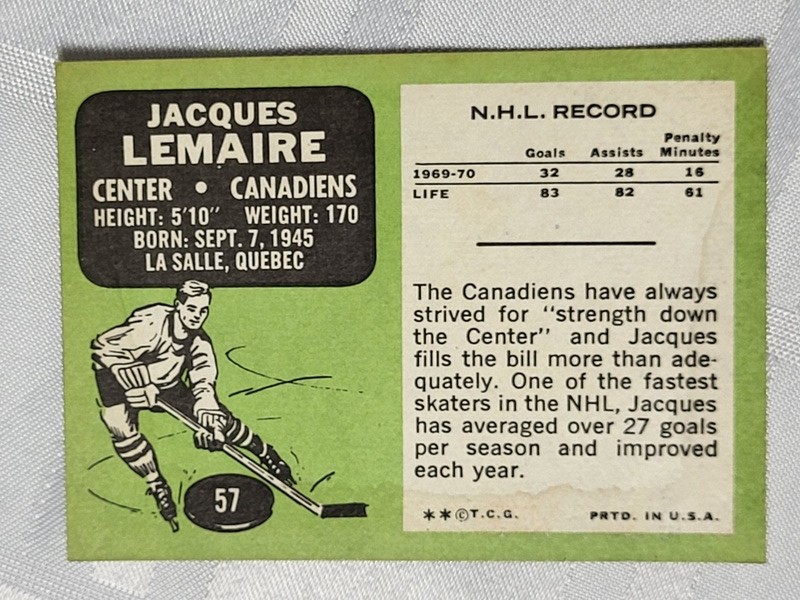 JACQUES
LEMAIRE
CENTER • CANADIENS
HEIGHT: 5'10" WEIGHT: 170
BORN: SEPT. 7, 1945
LA SALLE, QUEBEC
57
N.H.L. RECORD
Goals Assists Penalty Minutes
1969-70 32 28 16
LIFE 83 82 61
The Canadiens have always
strived for "strength down
the Center" and Jacques
fills the bill more than ade-
quately. One of the fastest
skaters in the NHL, Jacques
has averaged over 27 goals
per season and improved
each year.
**©T.C.G. PRTD. IN U.S.A.